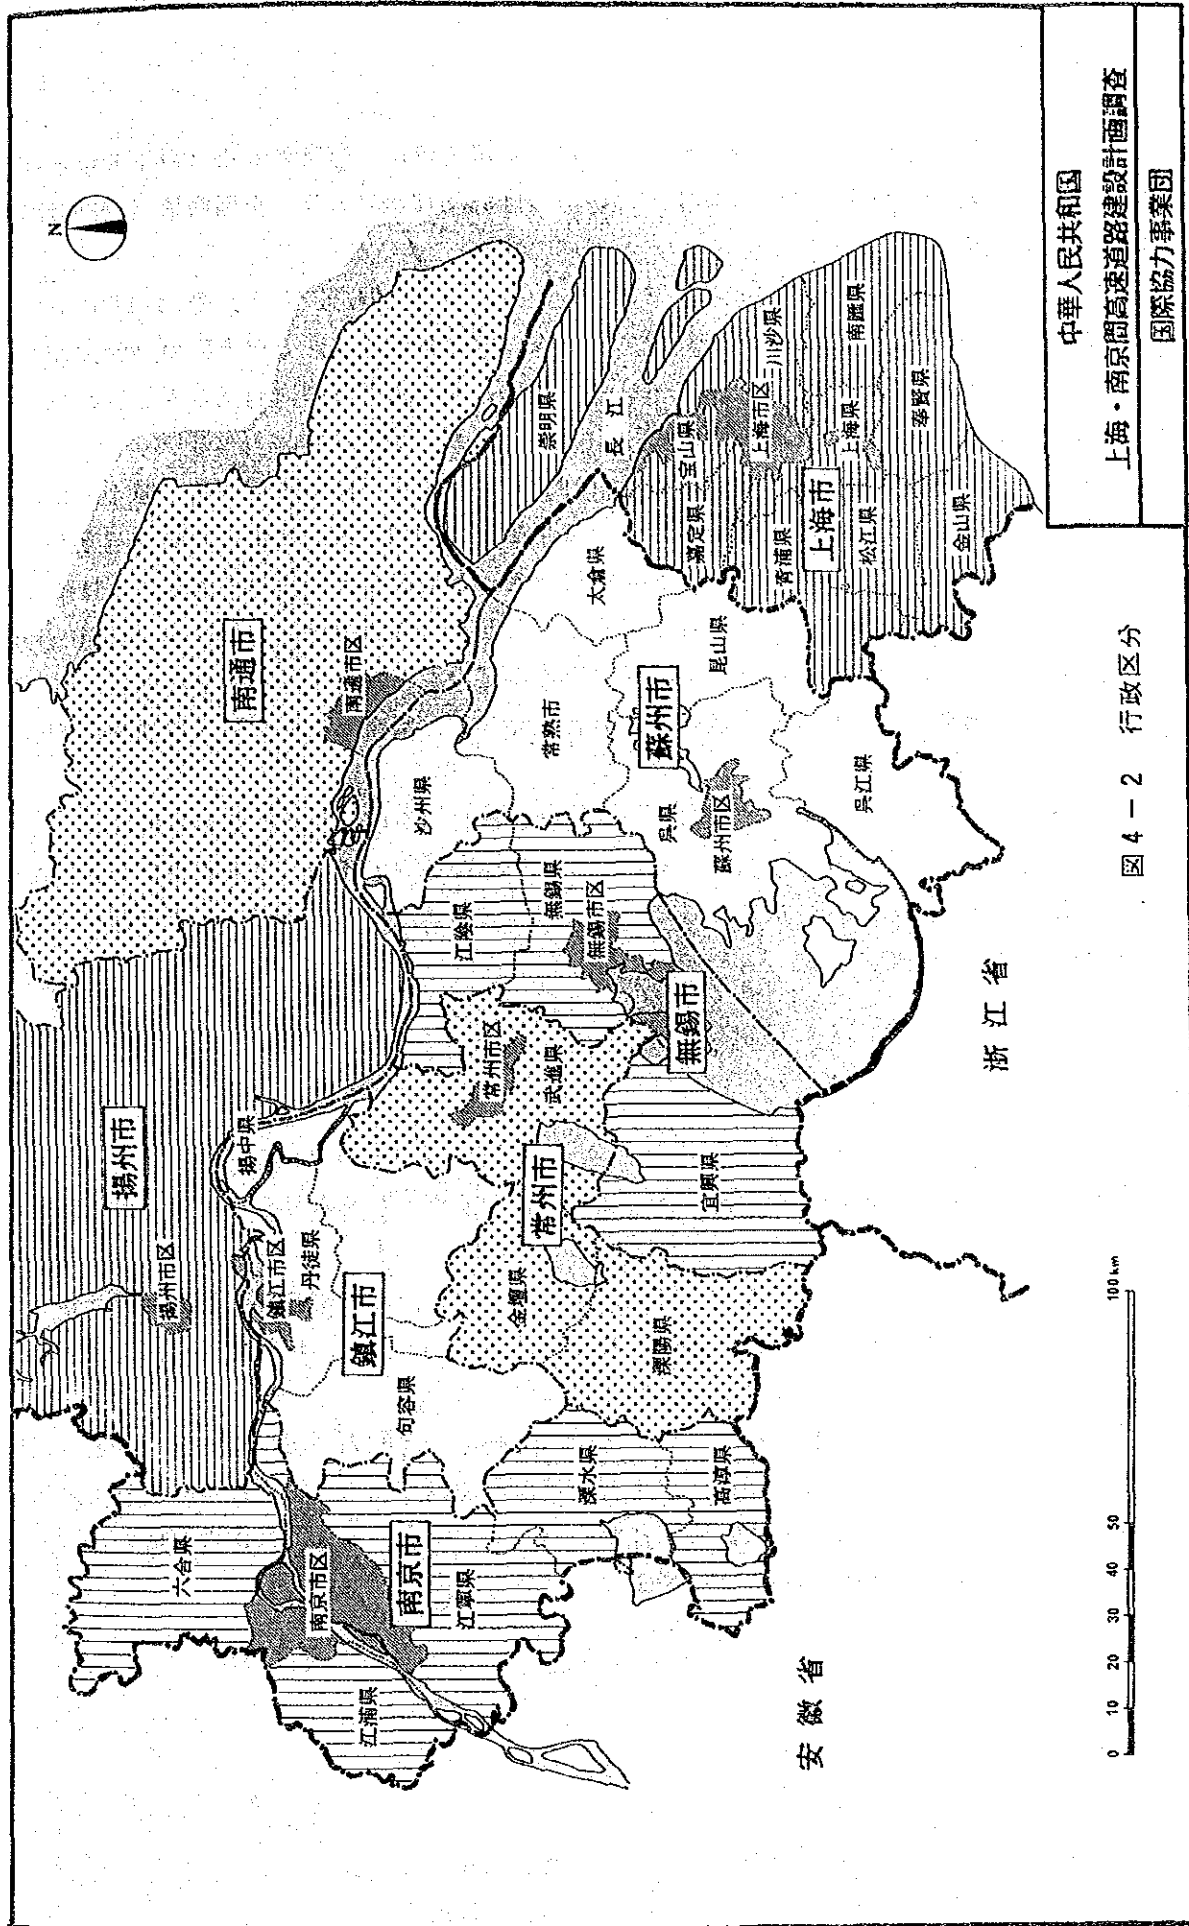 N
南通市
南通市区
揚州市
揚州市区
揚中県
鎮江市区
丹徒県
鎮江市
句容県
六合県
南京市区
南京市
江寧県
江浦県
溧水県
高淳県
金壇県
溧陽県
常州市
常州市区
武進県
宜興県
江陰県
無錫県
無錫市区
無錫市
沙州県
常熟市
太倉県
蘇州市
昆山県
呉県
蘇州市区
呉江県
崇明県
長江
宝山県
嘉定県
川沙県
上海市区
南匯県
上海県
青浦県
上海市
松江県
奉賢県
金山県
安徽省
浙江省
0 10 20 30 40 50 100 km
図4-2 行政区分
中華人民共和国
上海・南京間高速道路建設計画調査
国際協力事業団